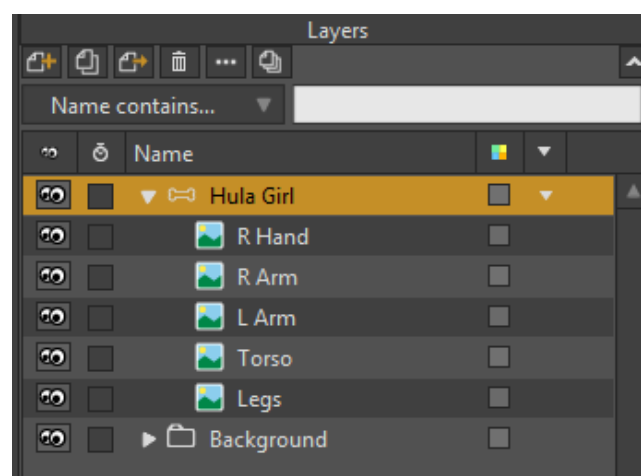 Layers
Name contains...
Name
Hula Girl
R Hand
R Arm
L Arm
Torso
Legs
Background